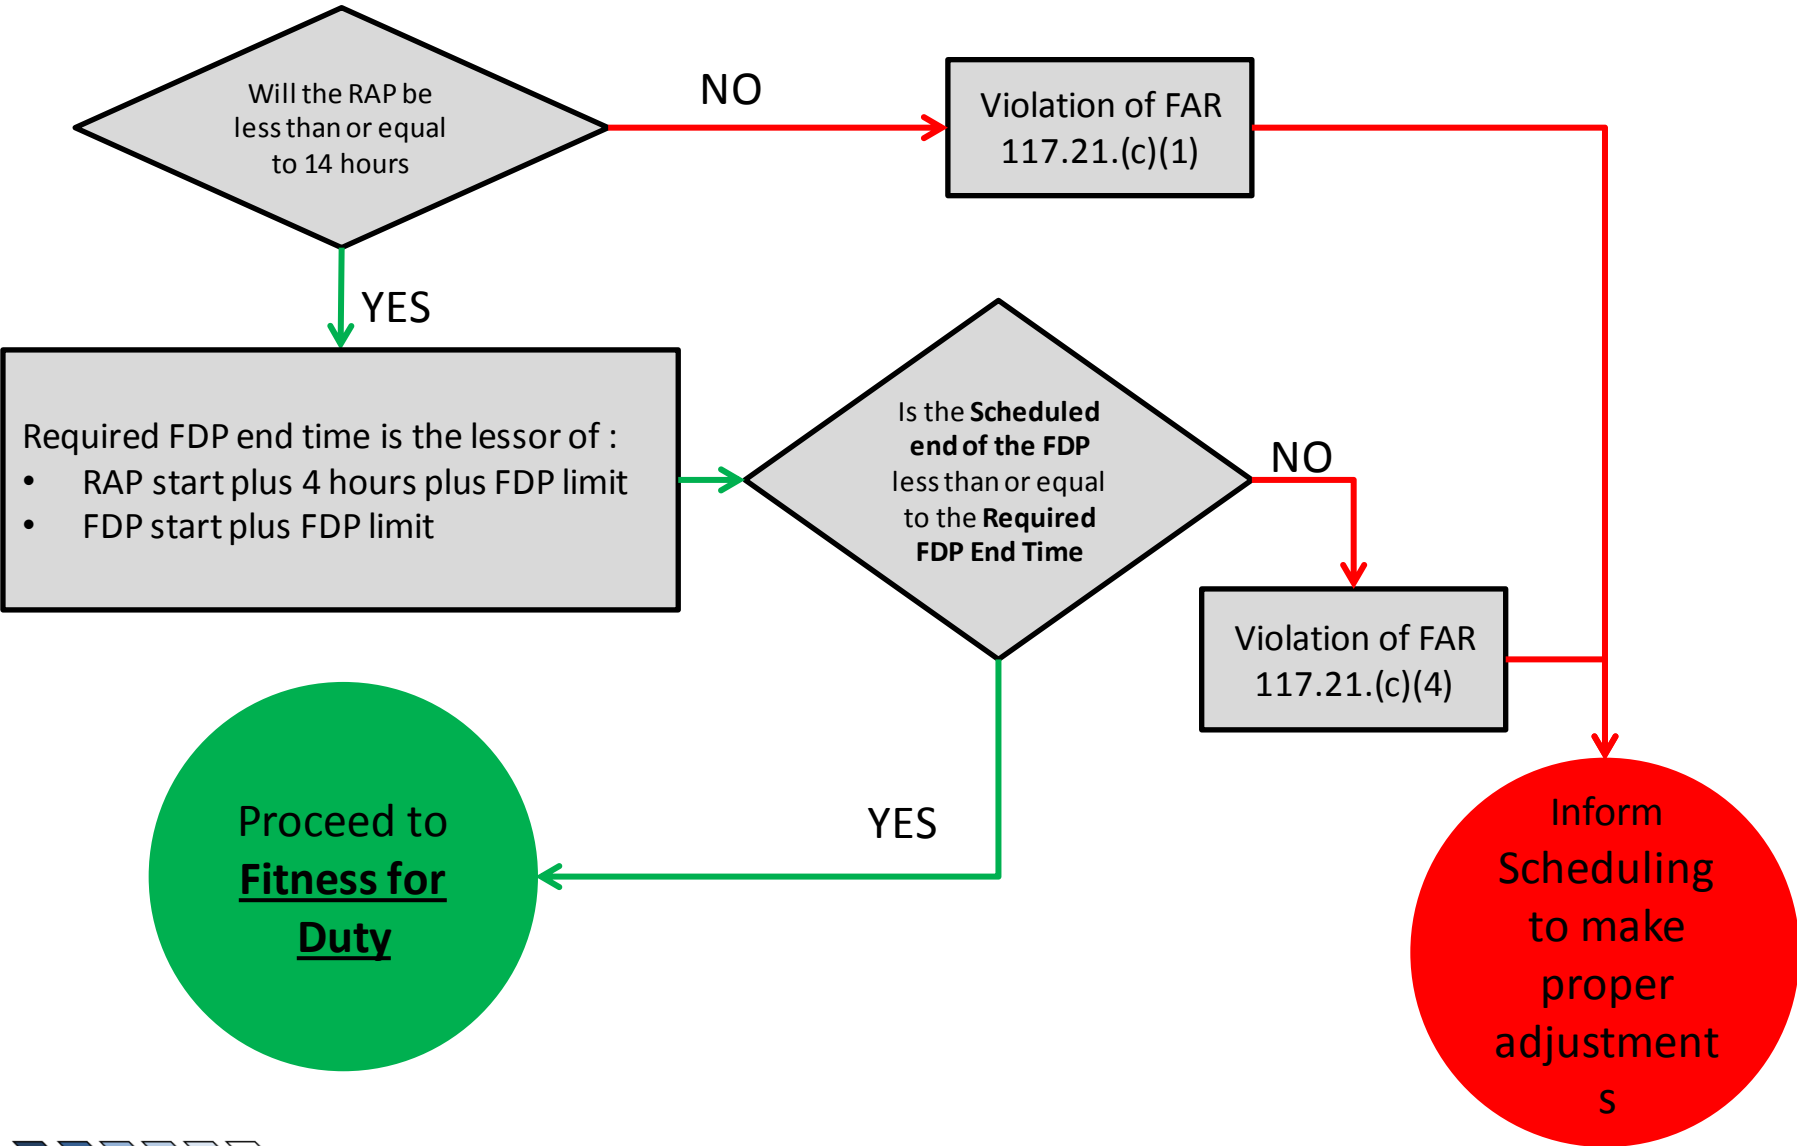 Will the RAP be
less than or equal
to 14 hours
NO
Violation of FAR
117.21.(c)(1)
YES
Required FDP end time is the lessor of :
• RAP start plus 4 hours plus FDP limit
• FDP start plus FDP limit
Is the Scheduled
end of the FDP
less than or equal
to the Required
FDP End Time
NO
Violation of FAR
117.21.(c)(4)
YES
Proceed to
Fitness for
Duty
Inform
Scheduling
to make
proper
adjustment
s